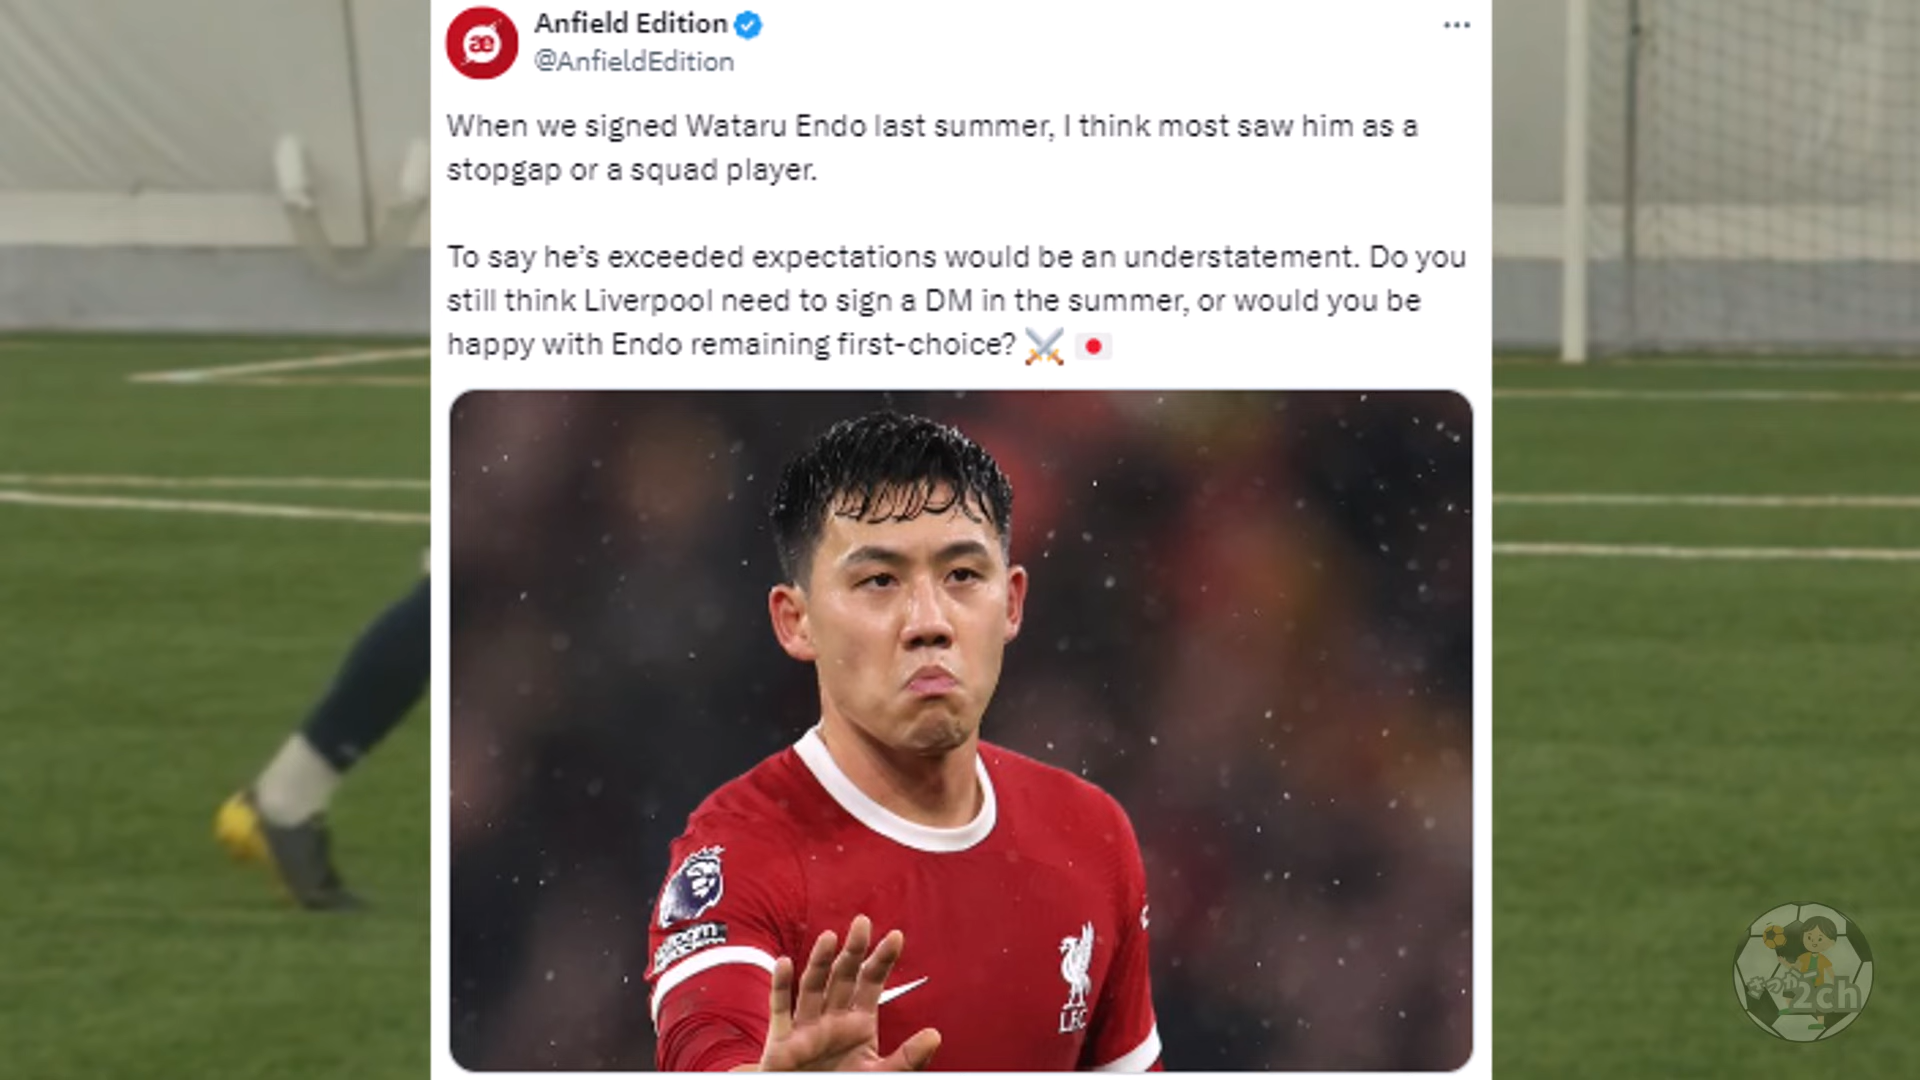 Anfield Edition
@AnfieldEdition
When we signed Wataru Endo last summer, I think most saw him as a
stopgap or a squad player.
To say he's exceeded expectations would be an understatement. Do you
still think Liverpool need to sign a DM in the summer, or would you be
happy with Endo remaining first-choice? ⚔️ 🇯🇵
æ
LFC
2ch